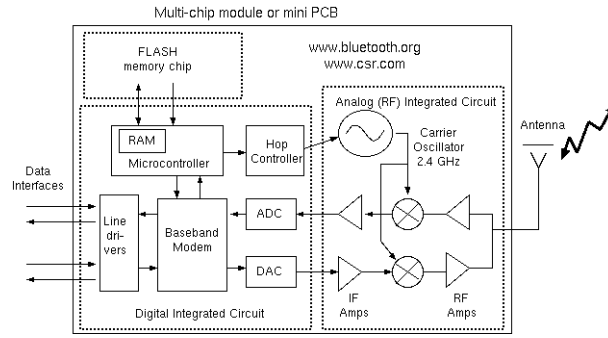 Multi-chip module or mini PCB
FLASH
memory chip
www.bluetooth.org
www.csr.com
Analog (RF) Integrated Circuit
Antenna
RAM
Microcontroller
Hop
Controller
Carrier
Oscillator
2.4 GHz
Data
Interfaces
Line
dri-
vers
Baseband
Modem
ADC
DAC
IF
Amps
RF
Amps
Digital Integrated Circuit